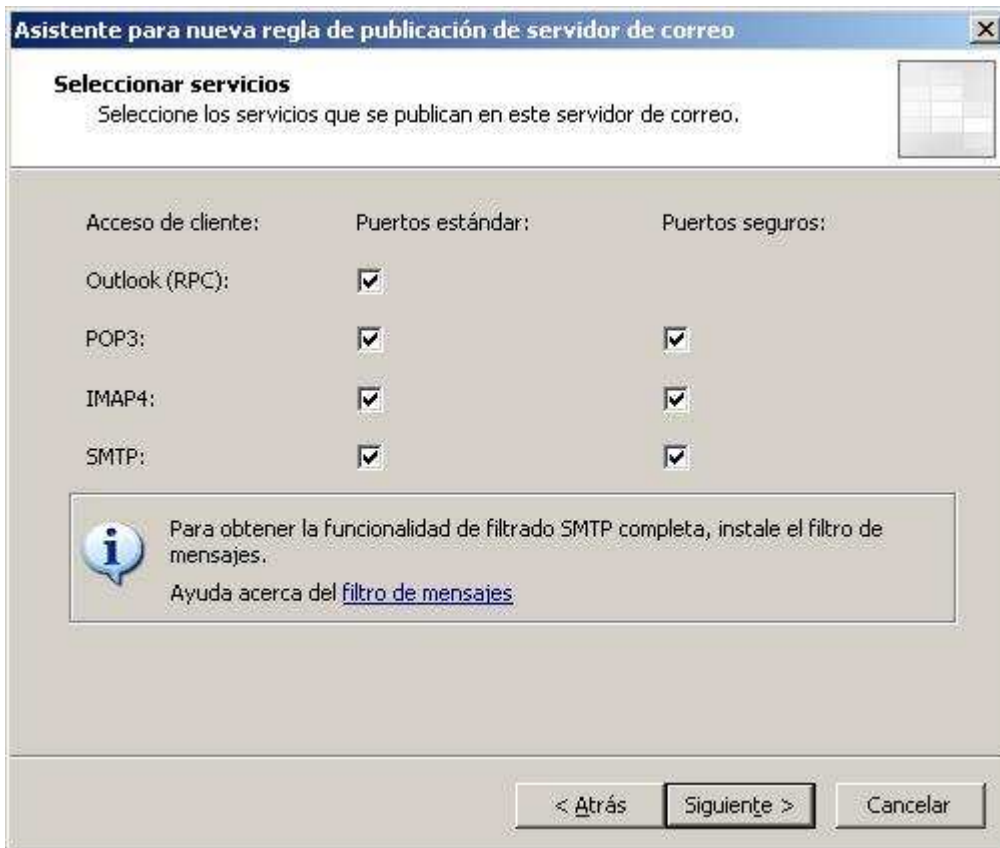 Asistente para nueva regla de publicación de servidor de correo
Seleccionar servicios
Seleccione los servicios que se publican en este servidor de correo.
Acceso de cliente: Puertos estándar: Puertos seguros:
Outlook (RPC):
POP3:
IMAP4:
SMTP:
Para obtener la funcionalidad de filtrado SMTP completa, instale el filtro de
mensajes.
Ayuda acerca del filtro de mensajes
< Atrás Siguiente > Cancelar